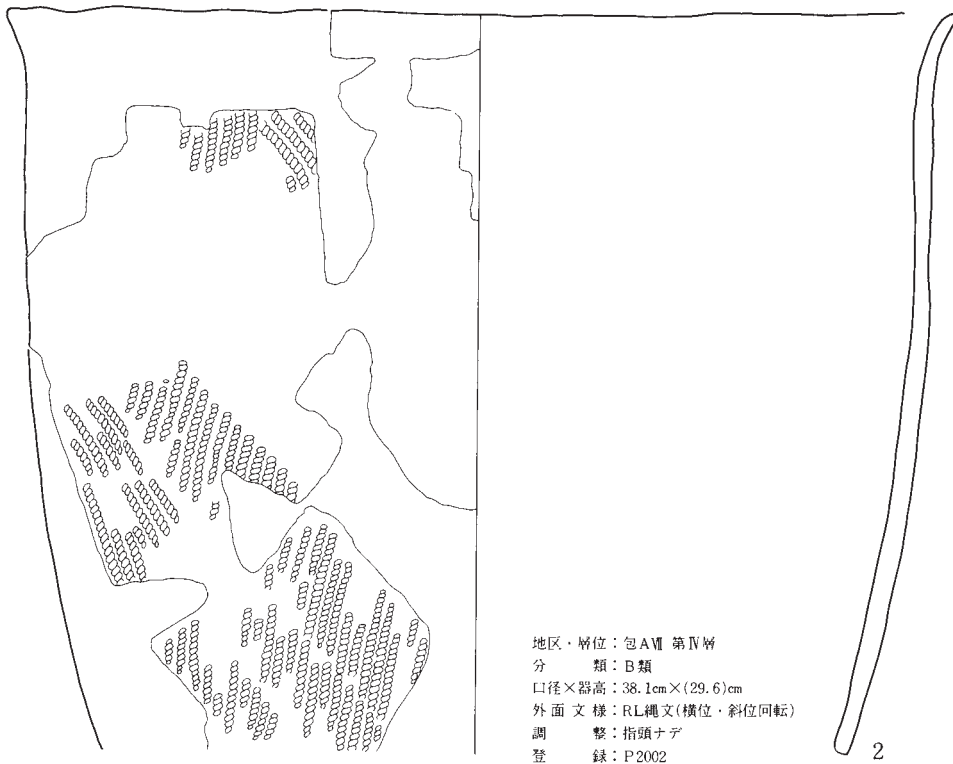 地区・層位：包AⅦ 第Ⅳ層
分　　類：B類
口径×器高：38.1cm×(29.6)cm
外面文様：RL縄文(横位・斜位回転)
調　　整：指頭ナデ
登　　録：P2002
2